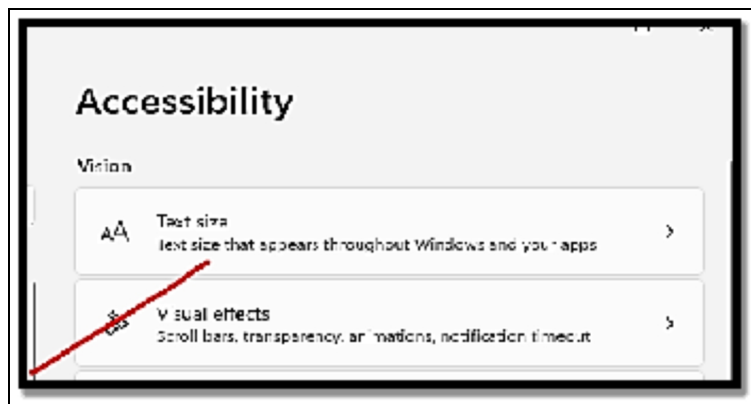 Accessibility
Vision
Text size
Text size that appears throughout Windows and your apps
Visual effects
Scroll bars, transparency, animations, notification timeout